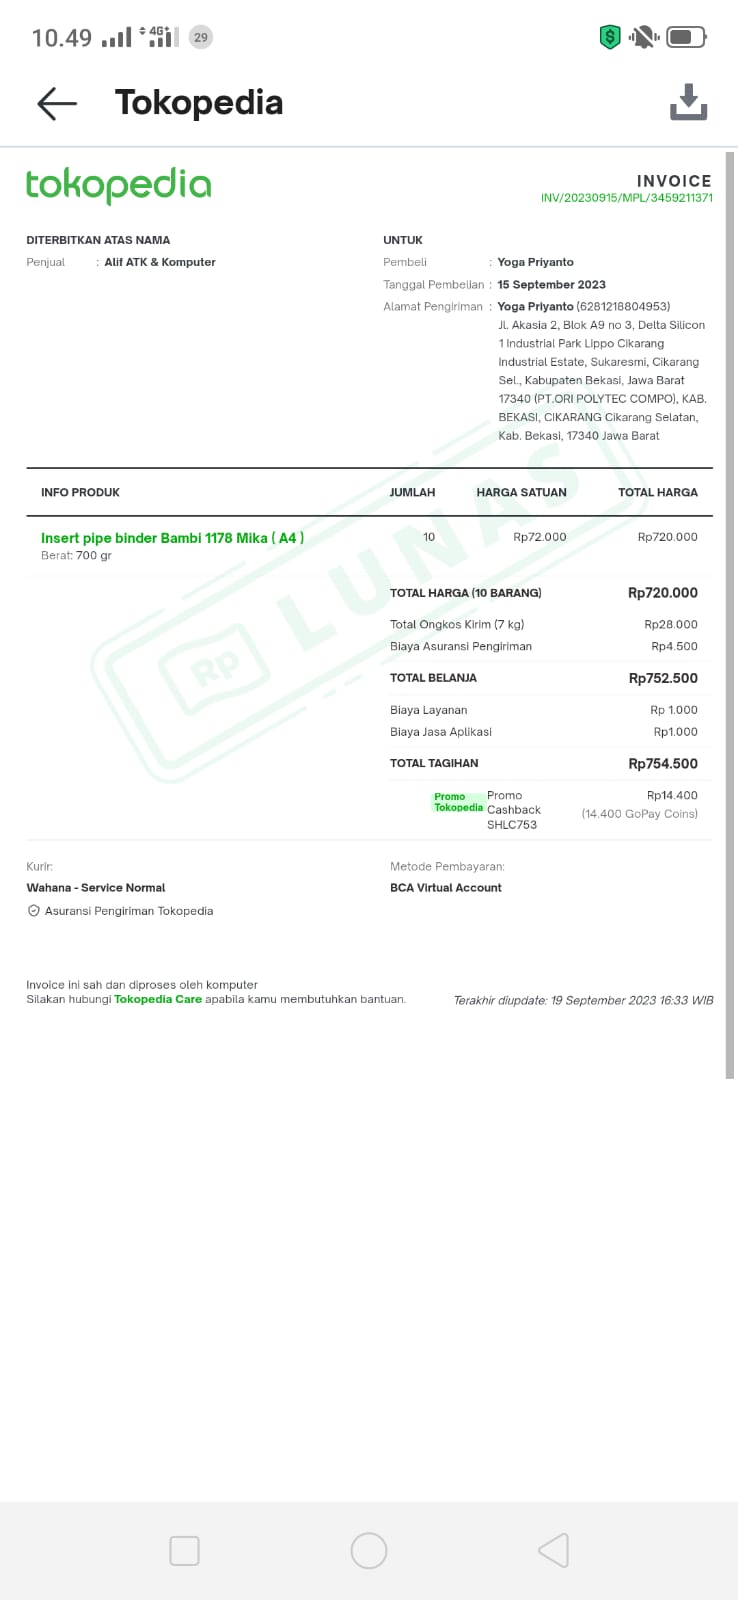 10.49 4G+ 29
Tokopedia
tokopedia
INVOICE
INV/20230915/MPL/3459211371
DITERBITKAN ATAS NAMA
Penjual : Alif ATK & Komputer
UNTUK
Pembeli : Yoga Priyanto
Tanggal Pembelian : 15 September 2023
Alamat Pengiriman : Yoga Priyanto (6281218804953)
Jl. Akasia 2, Blok A9 no 3, Delta Silicon
1 Industrial Park Lippo Cikarang
Industrial Estate, Sukaresmi, Cikarang
Sel., Kabupaten Bekasi, Jawa Barat
17340 (PT.ORI POLYTEC COMPO), KAB.
BEKASI, CIKARANG Cikarang Selatan,
Kab. Bekasi, 17340 Jawa Barat
INFO PRODUK JUMLAH HARGA SATUAN TOTAL HARGA
Insert pipe binder Bambi 1178 Mika ( A4 ) 10 Rp72.000 Rp720.000
Berat: 700 gr
Rp LUNAS
TOTAL HARGA (10 BARANG) Rp720.000
Total Ongkos Kirim (7 kg) Rp28.000
Biaya Asuransi Pengiriman Rp4.500
TOTAL BELANJA Rp752.500
Biaya Layanan Rp 1.000
Biaya Jasa Aplikasi Rp1.000
TOTAL TAGIHAN Rp754.500
Promo Tokopedia Promo Rp14.400
Cashback (14.400 GoPay Coins)
SHLC753
Kurir:
Wahana - Service Normal
Asuransi Pengiriman Tokopedia
Metode Pembayaran:
BCA Virtual Account
Invoice ini sah dan diproses oleh komputer
Silakan hubungi Tokopedia Care apabila kamu membutuhkan bantuan.
Terakhir diupdate: 19 September 2023 16:33 WIB